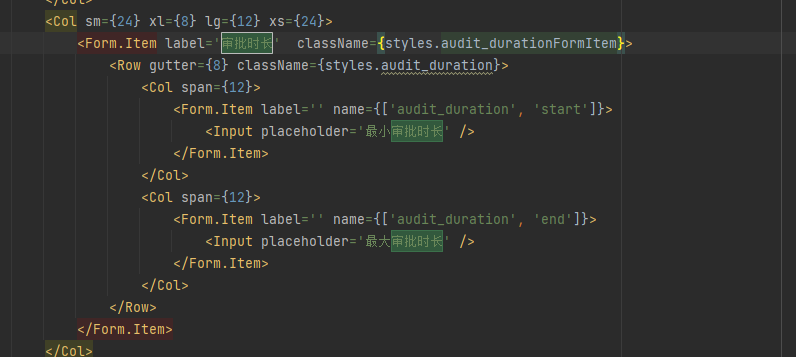 </Col>
<Col sm={24} xl={8} lg={12} xs={24}>
<Form.Item label='审批时长'  className={styles.audit_durationFormItem}>
<Row gutter={8} className={styles.audit_duration}>
<Col span={12}>
<Form.Item label='' name={['audit_duration', 'start']}>
<Input placeholder='最小审批时长' />
</Form.Item>
</Col>
<Col span={12}>
<Form.Item label='' name={['audit_duration', 'end']}>
<Input placeholder='最大审批时长' />
</Form.Item>
</Col>
</Row>
</Form.Item>
</Col>